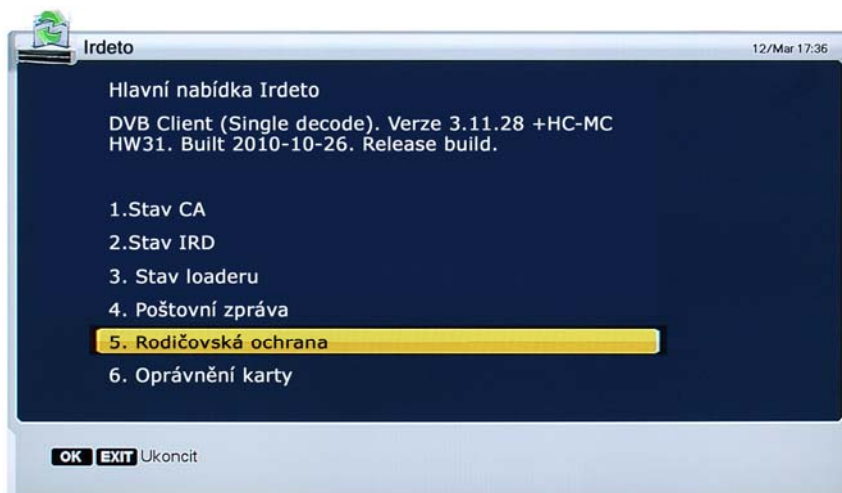 Irdeto
12/Mar 17:36
Hlavní nabídka Irdeto
DVB Client (Single decode). Verze 3.11.28 +HC-MC
HW31. Built 2010-10-26. Release build.
1.Stav CA
2.Stav IRD
3. Stav loaderu
4. Poštovní zpráva
5. Rodičovská ochrana
6. Oprávnění karty
OK EXIT Ukoncit